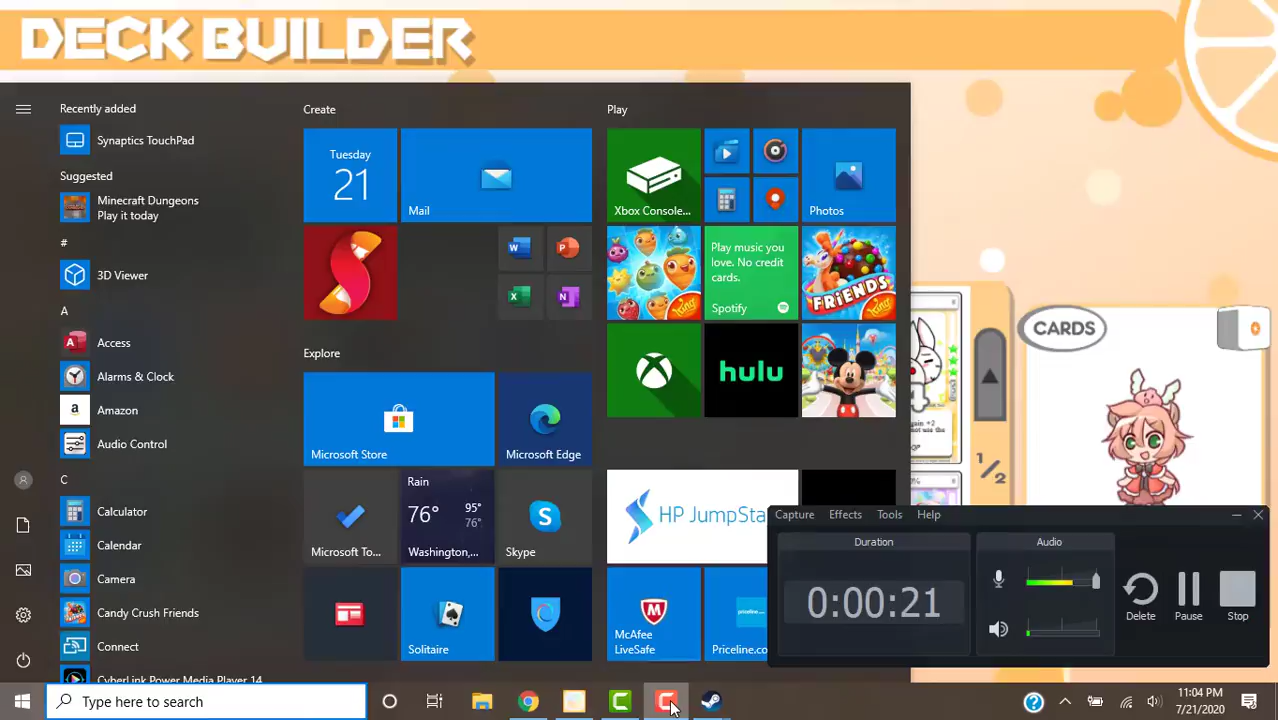 DECK BUILDER
Recently added
Synaptics TouchPad
Suggested
Minecraft Dungeons
Play it today
#
3D Viewer
A
Access
Alarms & Clock
Amazon
Audio Control
C
Calculator
Calendar
Camera
Candy Crush Friends
Connect
CyberLink Power Media Player 14
Create
Tuesday
21
Mail
Explore
Microsoft Store
Microsoft Edge
Microsoft To...
Rain
76° 95°
76°
Washington,...
Skype
Solitaire
Play
Xbox Console...
Photos
King
Play music you
love. No credit
cards.
Spotify
FRIENDS
King
hulu
HP JumpSta
McAfee
LiveSafe
Priceline.co
CARDS
1/2
Capture Effects Tools Help
Duration
0:00:21
Audio
Delete
Pause
Stop
Type here to search
11:04 PM
7/21/2020